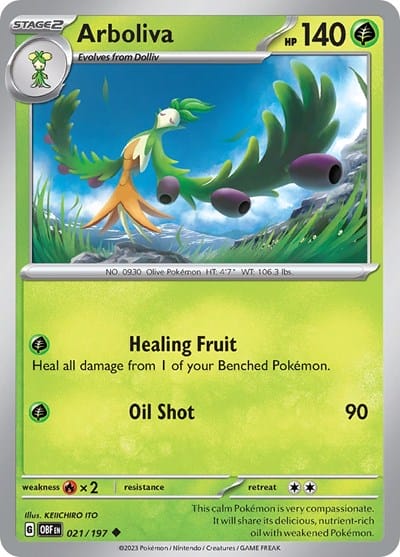 STAGE2
Arboliva
HP 140
Evolves from Dolliv
NO. 0930 Olive Pokémon HT: 4'7" WT: 106.3 lbs.
Healing Fruit
Heal all damage from 1 of your Benched Pokémon.
Oil Shot 90
weakness ×2 resistance retreat
Illus. KEIICHIRO ITO
G OBF EN 021/197
This calm Pokémon is very compassionate.
It will share its delicious, nutrient-rich
oil with weakened Pokémon.
©2023 Pokémon / Nintendo / Creatures / GAME FREAK